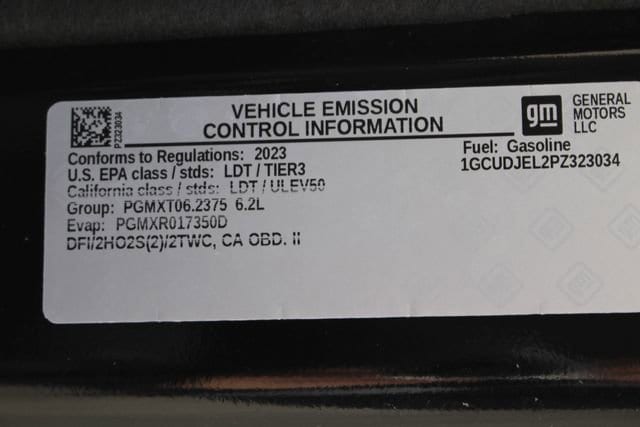 VEHICLE EMISSION
CONTROL INFORMATION
gm
GENERAL
MOTORS
LLC
PZ323034
Conforms to Regulations: 2023
U.S. EPA class / stds: LDT / TIER3
California class / stds: LDT / ULEV50
Group: PGMXT06.2375 6.2L
Evap: PGMXR017350D
DFI/2HO2S(2)/2TWC, CA OBD. II
Fuel: Gasoline
1GCUDJEL2PZ323034